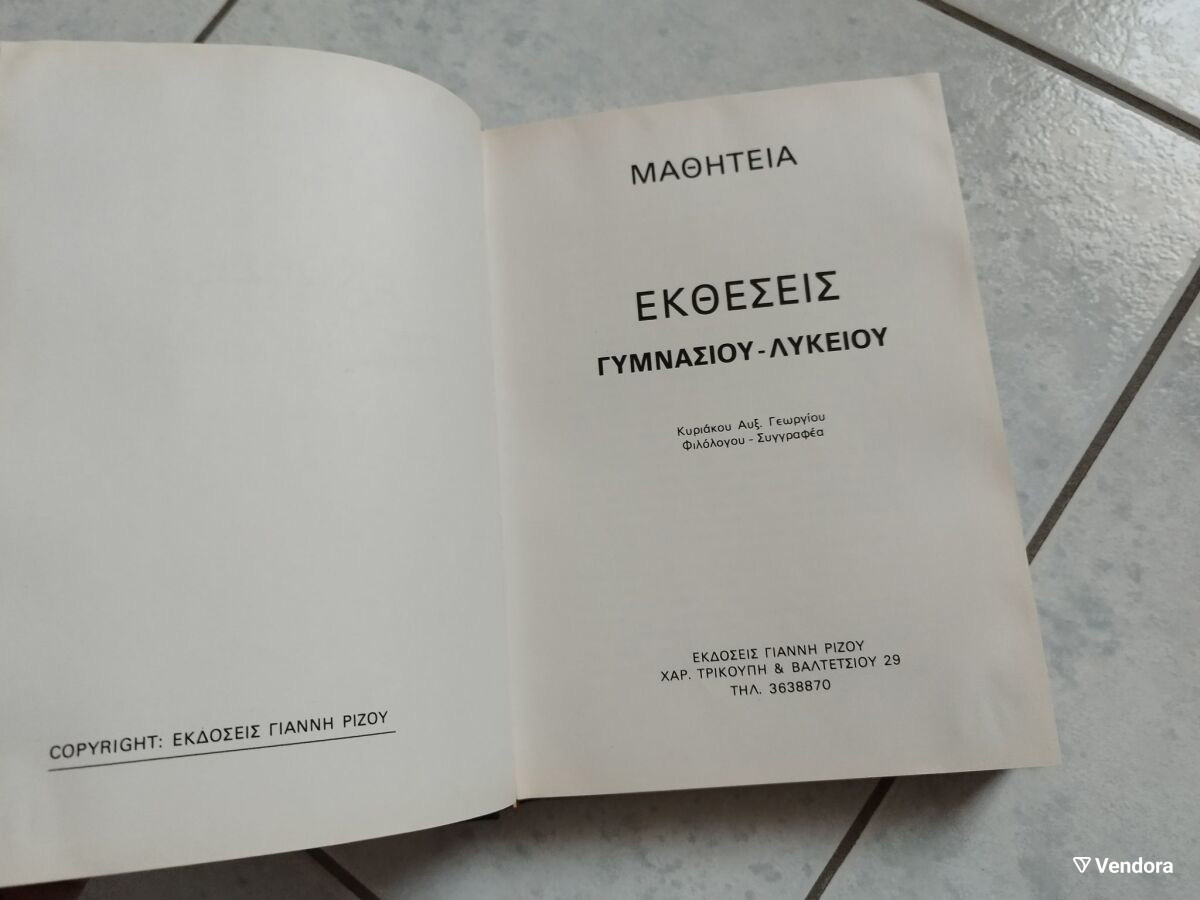 COPYRIGHT: ΕΚΔΟΣΕΙΣ ΓΙΑΝΝΗ ΡΙΖΟΥ
ΜΑΘΗΤΕΙΑ
ΕΚΘΕΣΕΙΣ
ΓΥΜΝΑΣΙΟΥ - ΛΥΚΕΙΟΥ
Κυριάκου Αυξ. Γεωργίου
Φιλόλογου - Συγγραφέα
ΕΚΔΟΣΕΙΣ ΓΙΑΝΝΗ ΡΙΖΟΥ
ΧΑΡ. ΤΡΙΚΟΥΠΗ & ΒΑΛΤΕΤΣΙΟΥ 29
ΤΗΛ. 3638870
Vendora